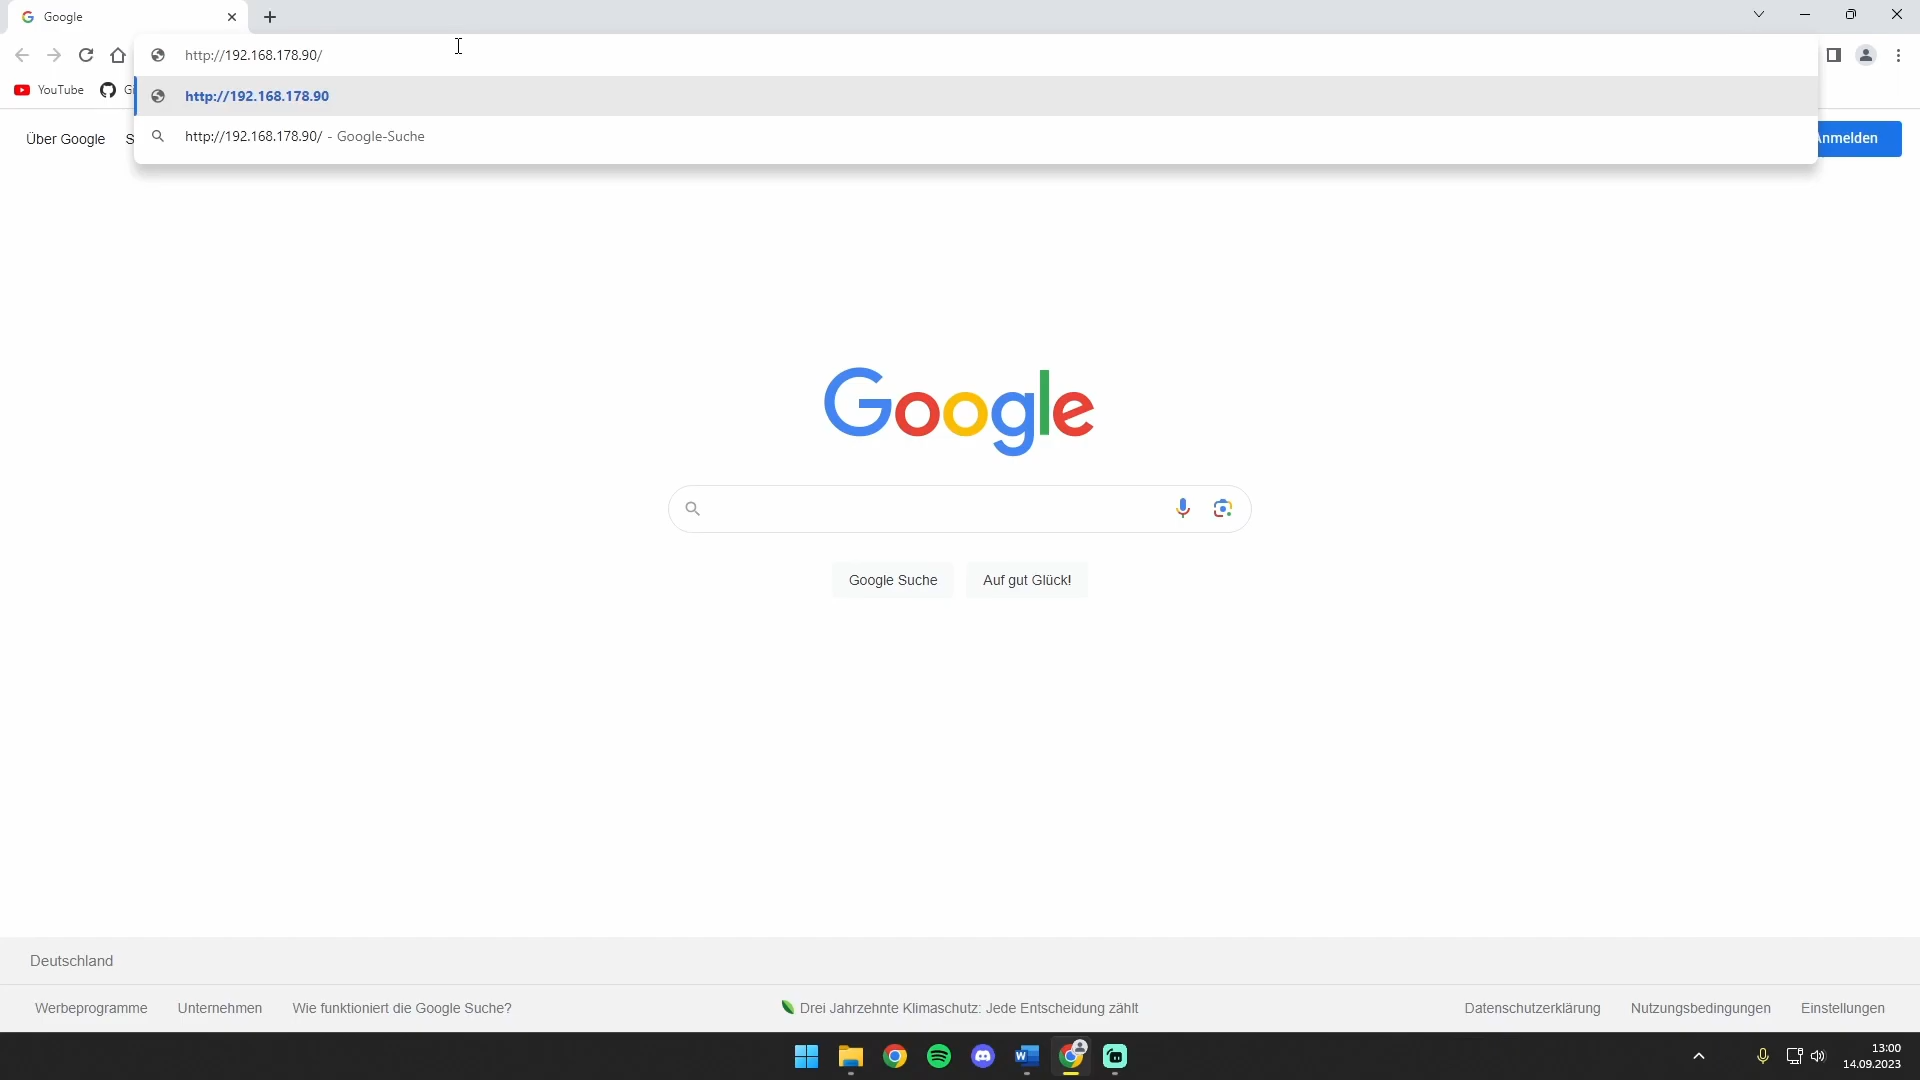 Google
http://192.168.178.90/
YouTube
Gi
http://192.168.178.90
Über Google
S
http://192.168.178.90/ - Google-Suche
Anmelden
Google
Google Suche
Auf gut Glück!
Deutschland
Werbeprogramme
Unternehmen
Wie funktioniert die Google Suche?
Drei Jahrzehnte Klimaschutz: Jede Entscheidung zählt
Datenschutzerklärung
Nutzungsbedingungen
Einstellungen
13:00
14.09.2023